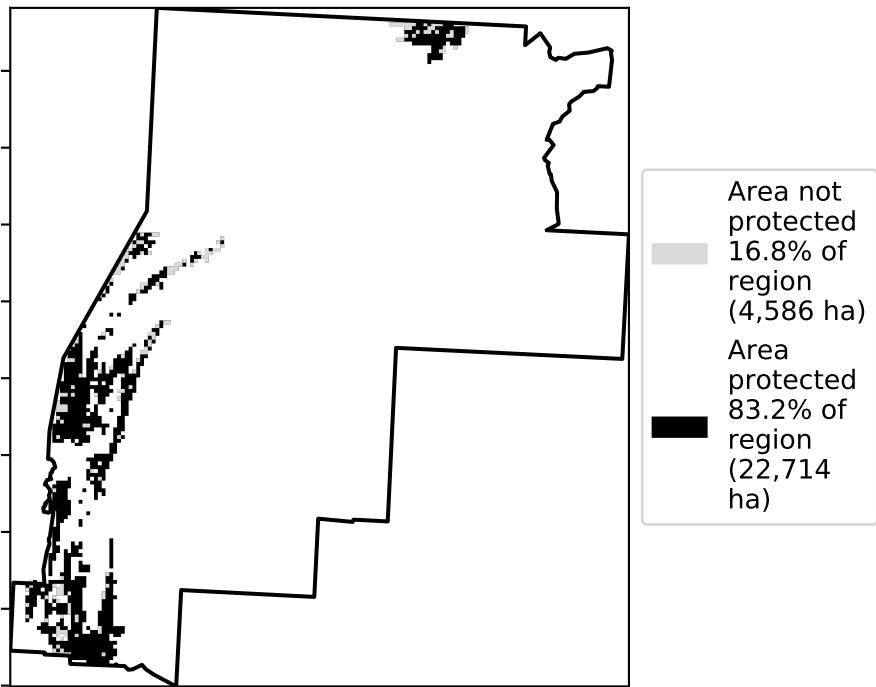 Area not
protected
16.8% of
region
(4,586 ha)
Area
protected
83.2% of
region
(22,714
ha)